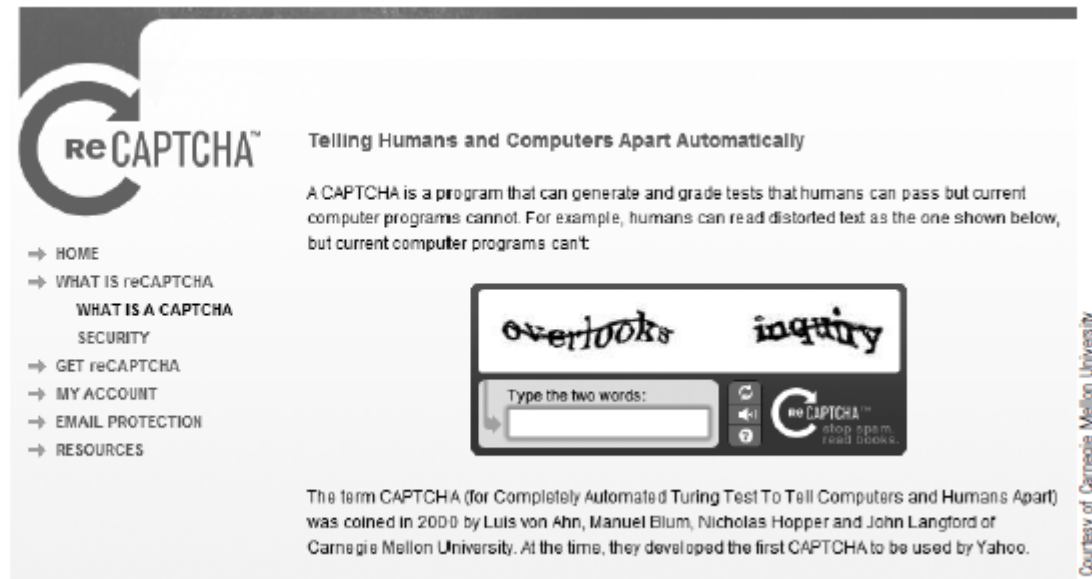 reCAPTCHA™
HOME
WHAT IS reCAPTCHA
WHAT IS A CAPTCHA
SECURITY
GET reCAPTCHA
MY ACCOUNT
EMAIL PROTECTION
RESOURCES
Telling Humans and Computers Apart Automatically
A CAPTCHA is a program that can generate and grade tests that humans can pass but current
computer programs cannot. For example, humans can read distorted text as the one shown below,
but current computer programs can't:
overlooks inquiry
Type the two words:
reCAPTCHA™
stop spam.
read books.
The term CAPTCHA (for Completely Automated Turing Test To Tell Computers and Humans Apart)
was coined in 2000 by Luis von Ahn, Manuel Blum, Nicholas Hopper and John Langford of
Carnegie Mellon University. At the time, they developed the first CAPTCHA to be used by Yahoo.
Courtesy of Carnegie Mellon University